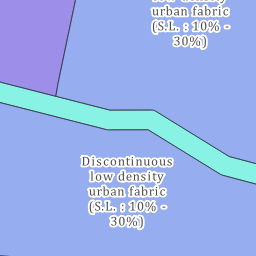 urban fabric
(S.L. : 10% -
30%)
Discontinuous
low density
urban fabric
(S.L. : 10% -
30%)